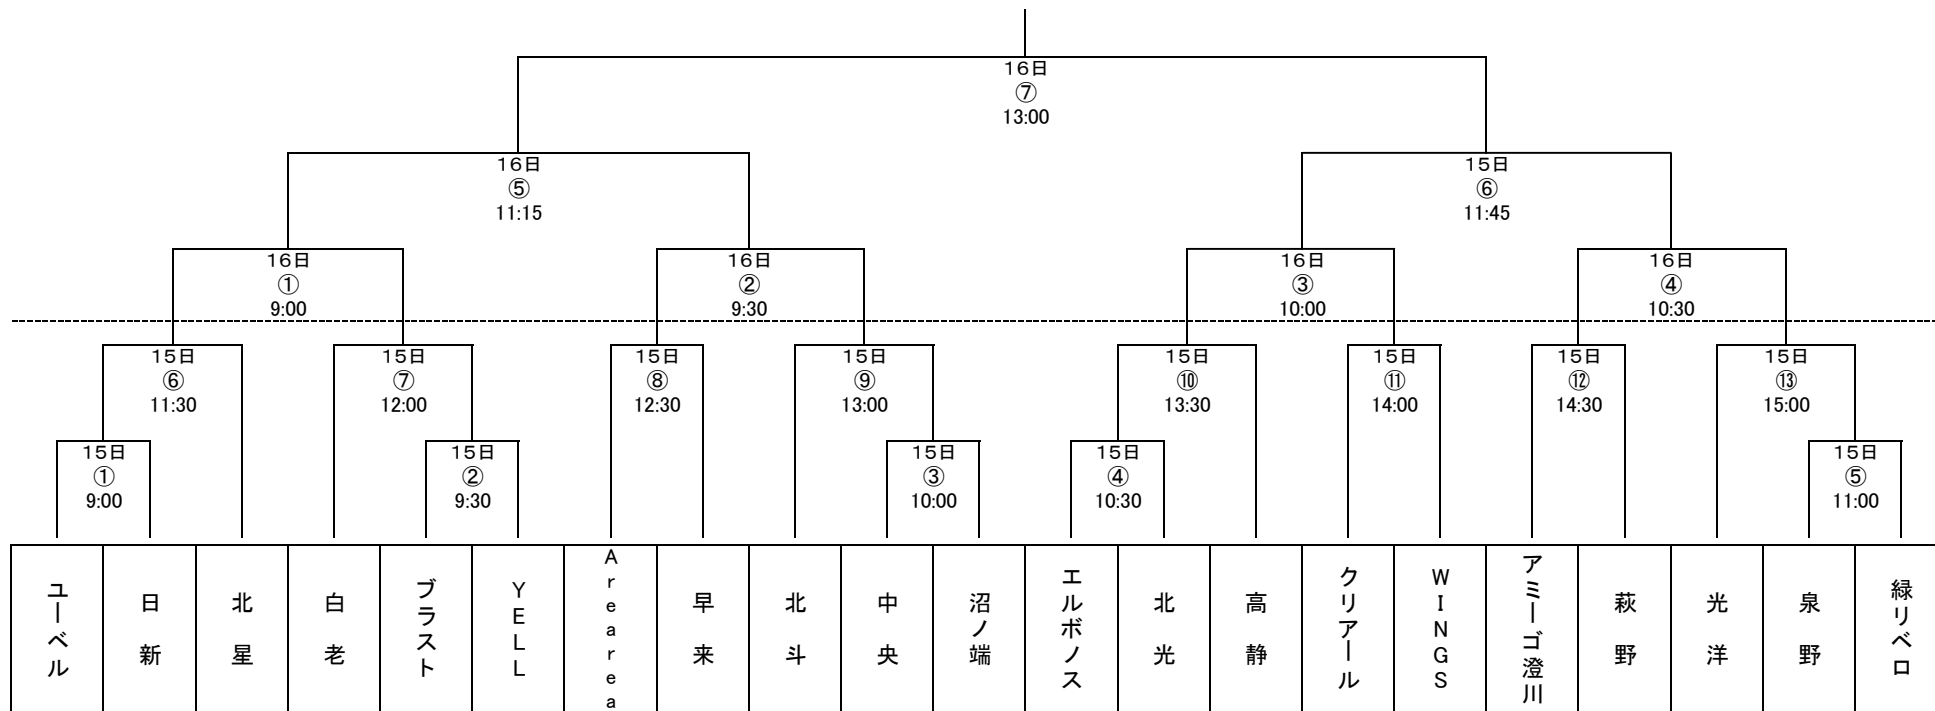 16日
⑦
13:00
16日
⑤
11:15
15日
⑥
11:45
16日
①
9:00
16日
②
9:30
16日
③
10:00
16日
④
10:30
15日
⑥
11:30
15日
⑦
12:00
15日
⑧
12:30
15日
⑨
13:00
15日
⑩
13:30
15日
⑪
14:00
15日
⑫
14:30
15日
⑬
15:00
15日
①
9:00
15日
②
9:30
15日
③
10:00
15日
④
10:30
15日
⑤
11:00
ユーベル
日新
北星
白老
ブラスト
YELL
Areaarea
早来
北斗
中央
沼ノ端
エルボノス
北光
高静
クリアール
WINGS
アミーゴ澄川
萩野
光洋
泉野
緑リベロ